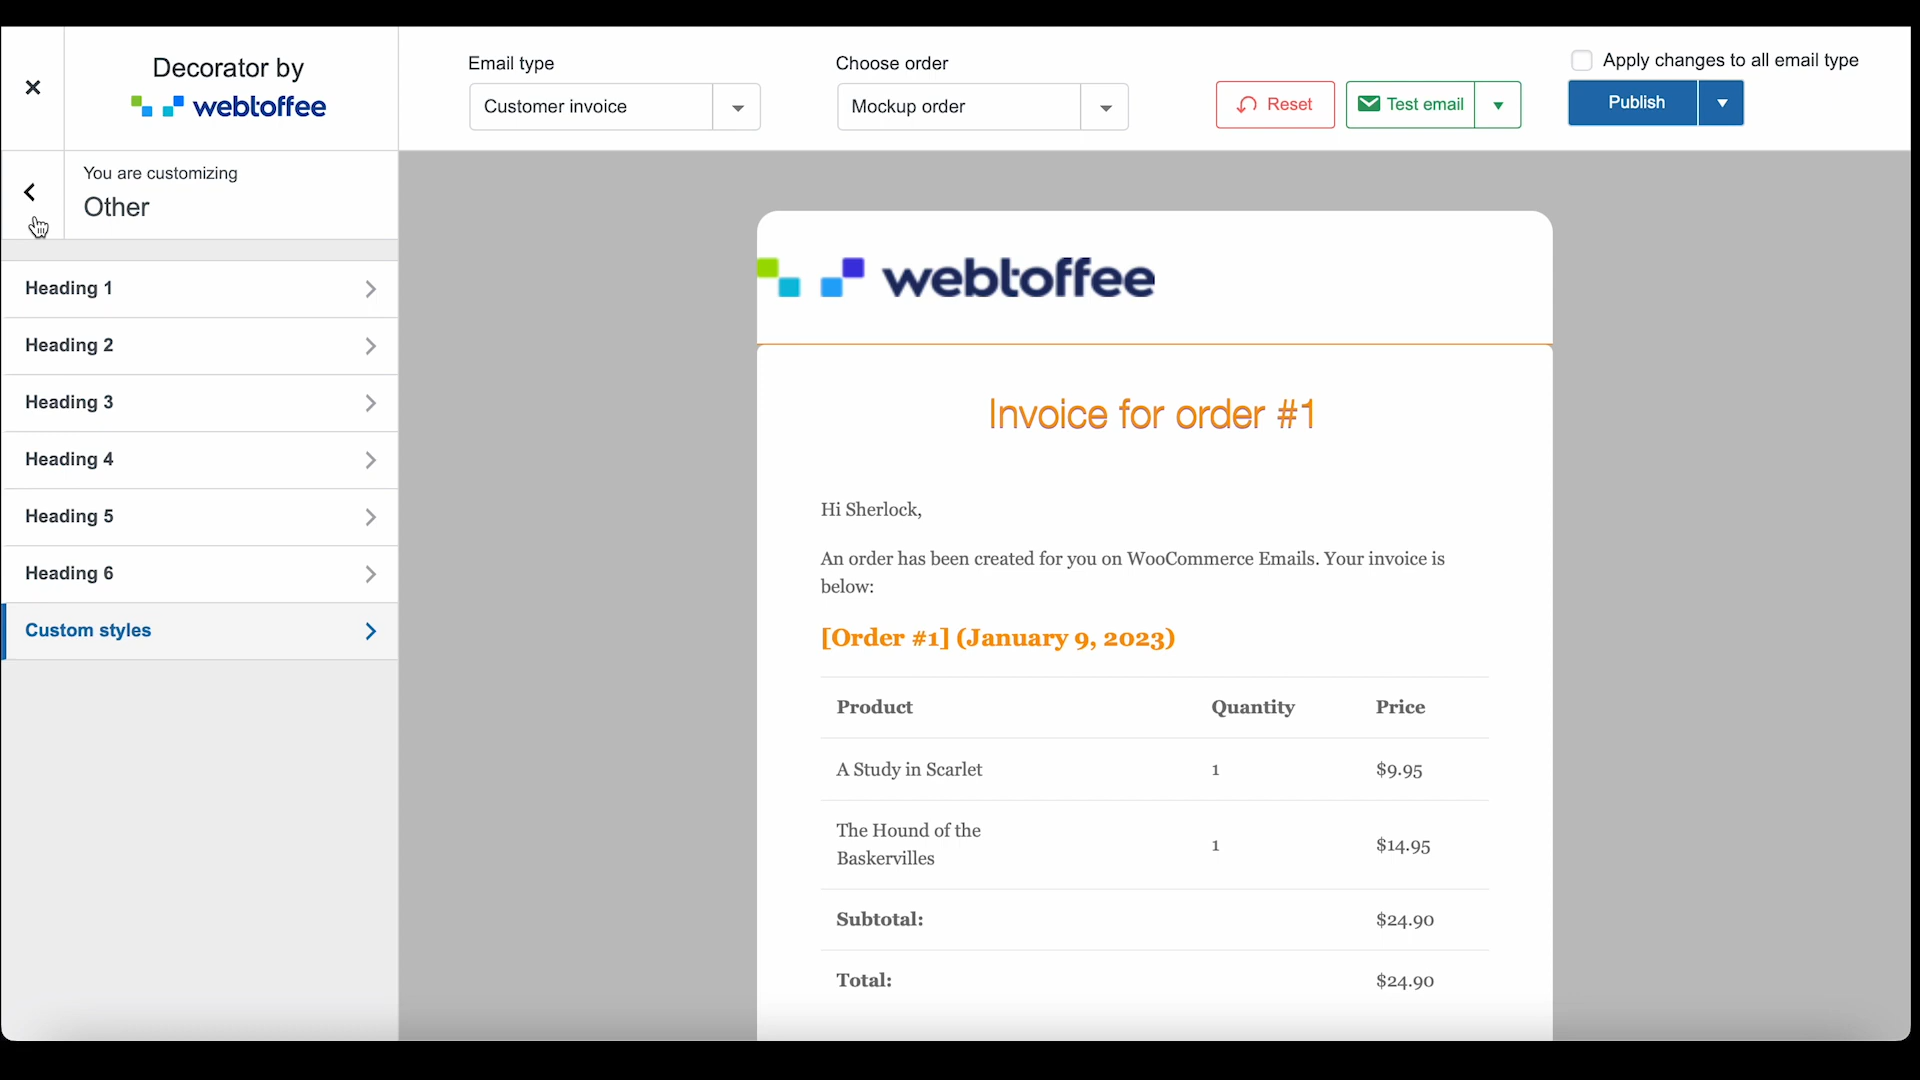 Decorator by
webtoffee
Email type
Customer invoice
Choose order
Mockup order
Reset
Test email
Apply changes to all email type
Publish
You are customizing
Other
Heading 1
Heading 2
Heading 3
Heading 4
Heading 5
Heading 6
Custom styles
webtoffee
Invoice for order #1
Hi Sherlock,
An order has been created for you on WooCommerce Emails. Your invoice is
below:
[Order #1] (January 9, 2023)
Product Quantity Price
A Study in Scarlet 1 $9.95
The Hound of the
Baskervilles 1 $14.95
Subtotal: $24.90
Total: $24.90